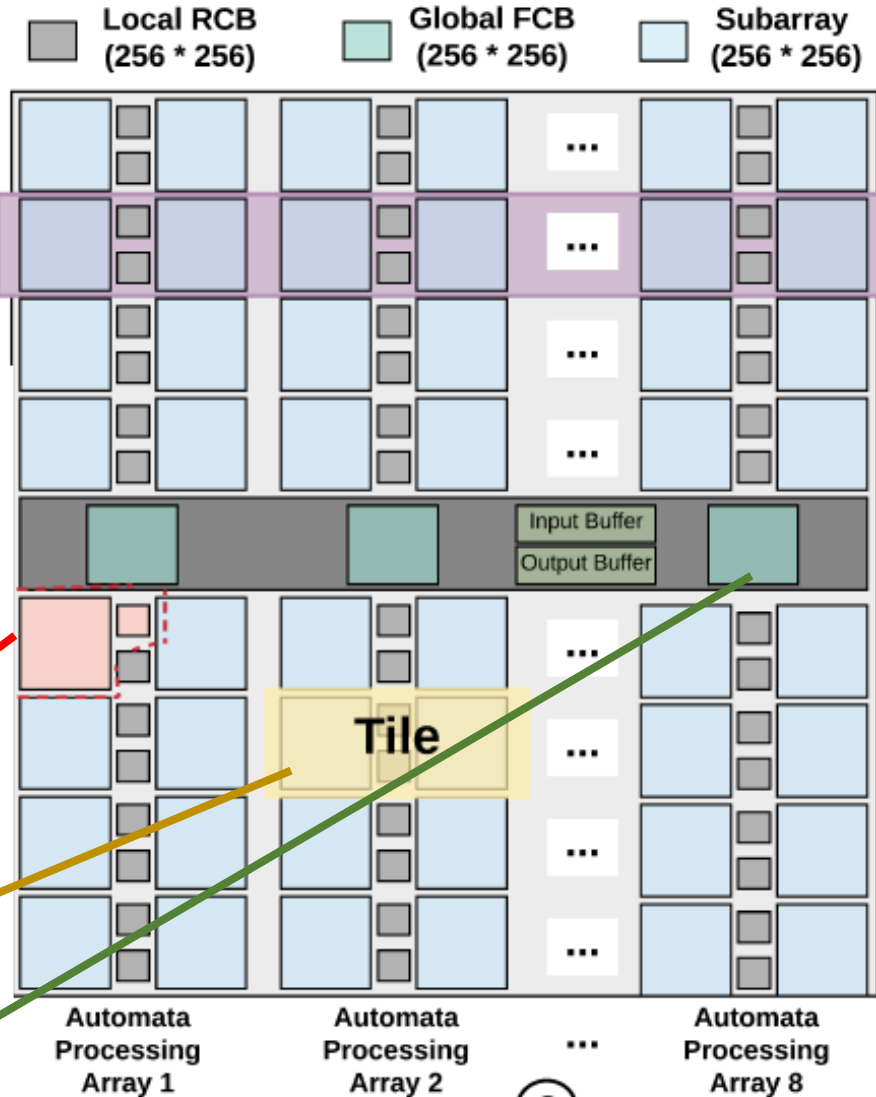 Local RCB
(256 * 256)
Global FCB
(256 * 256)
Subarray
(256 * 256)
...
...
...
...
Input Buffer
Output Buffer
...
Tile
...
...
...
Automata
Processing
Array 1
Automata
Processing
Array 2
...
Automata
Processing
Array 8